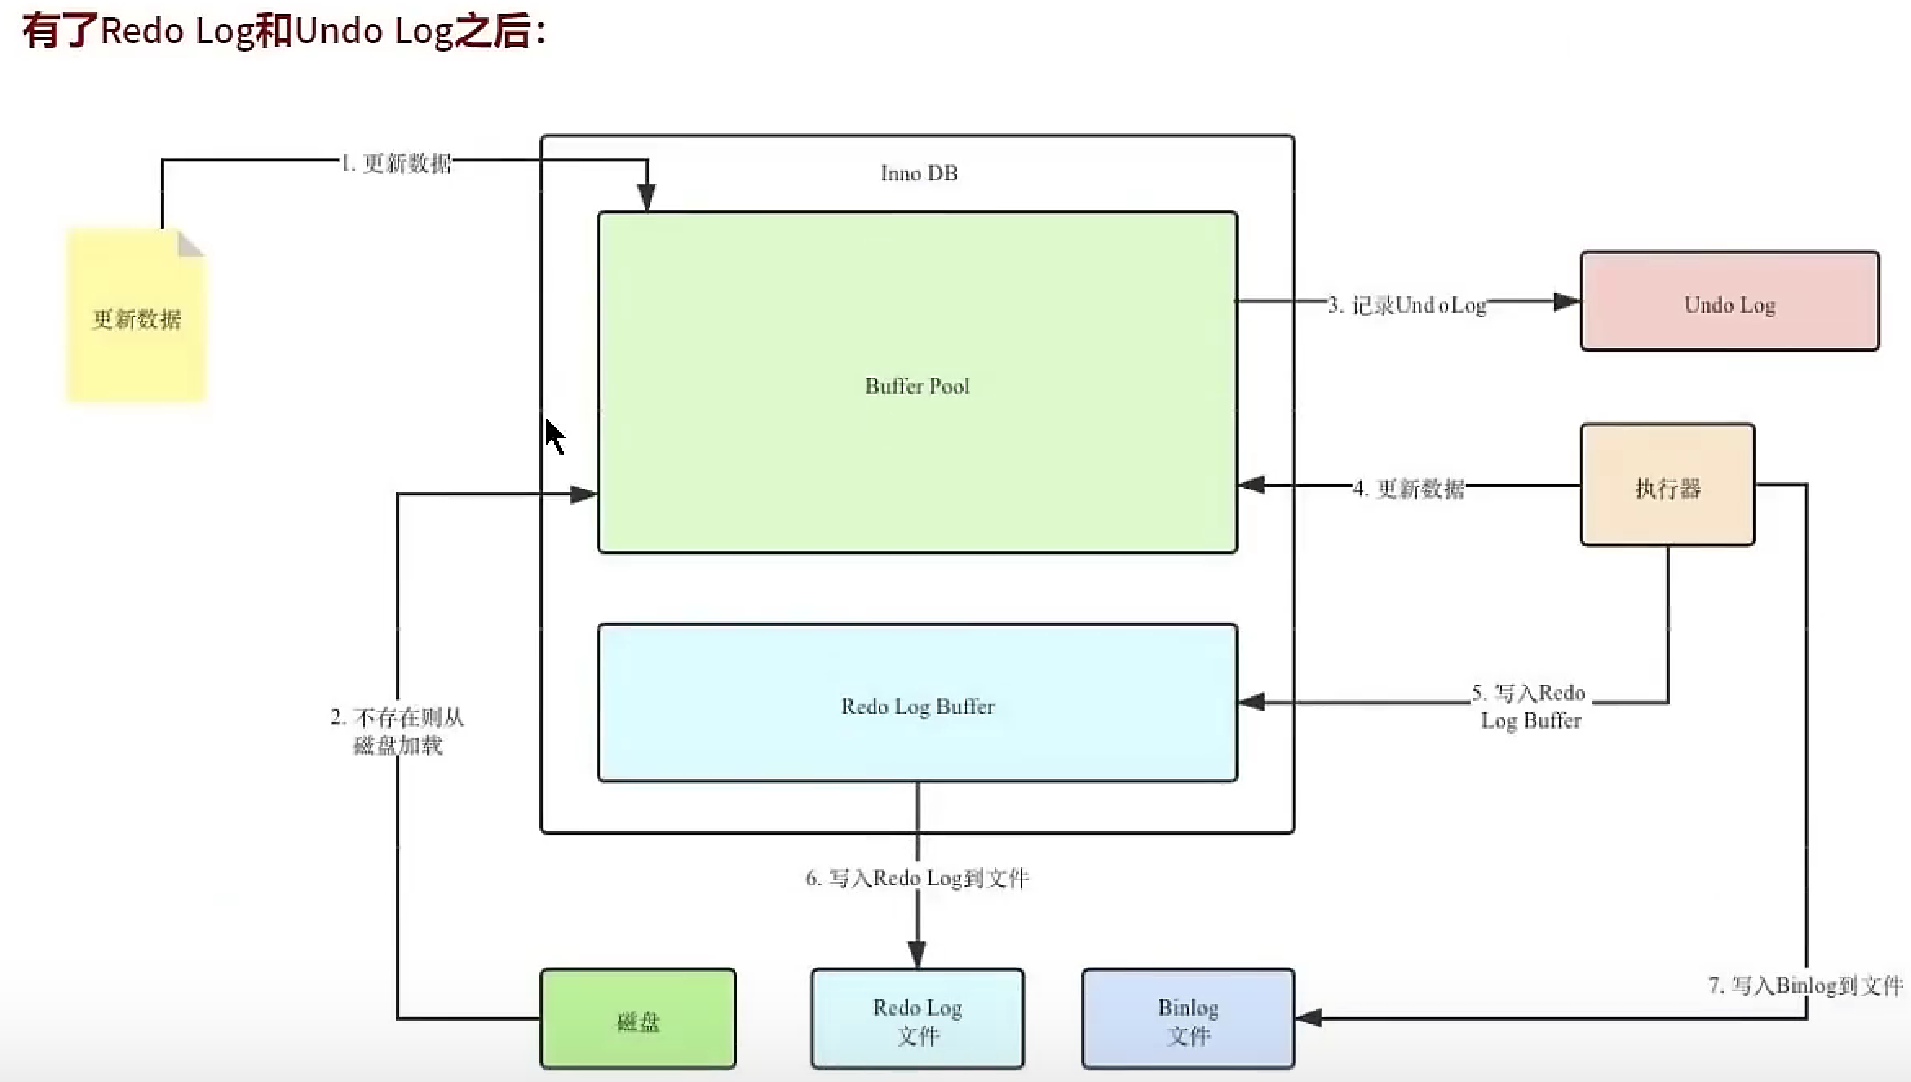 有了Redo Log和Undo Log之后：
1. 更新数据
Inno DB
更新数据
Buffer Pool
3. 记录UndoLog
Undo Log
4. 更新数据
执行器
2. 不存在则从
磁盘加载
Redo Log Buffer
5. 写入Redo
Log Buffer
6. 写入Redo Log到文件
7. 写入Binlog到文件
磁盘
Redo Log
文件
Binlog
文件